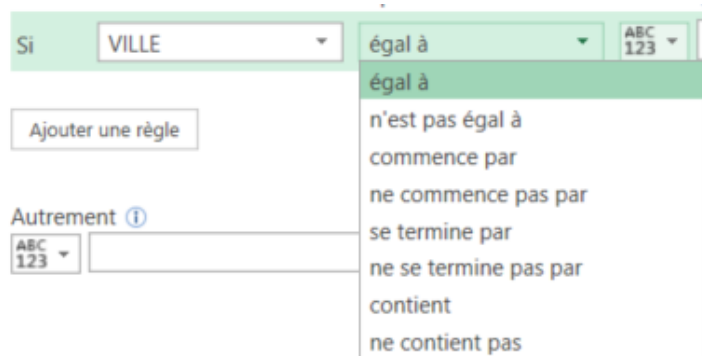 Si VILLE égal à ABC 123
égal à
n'est pas égal à
commence par
ne commence pas par
se termine par
ne se termine pas par
contient
ne contient pas
Ajouter une règle
Autrement
ABC 123